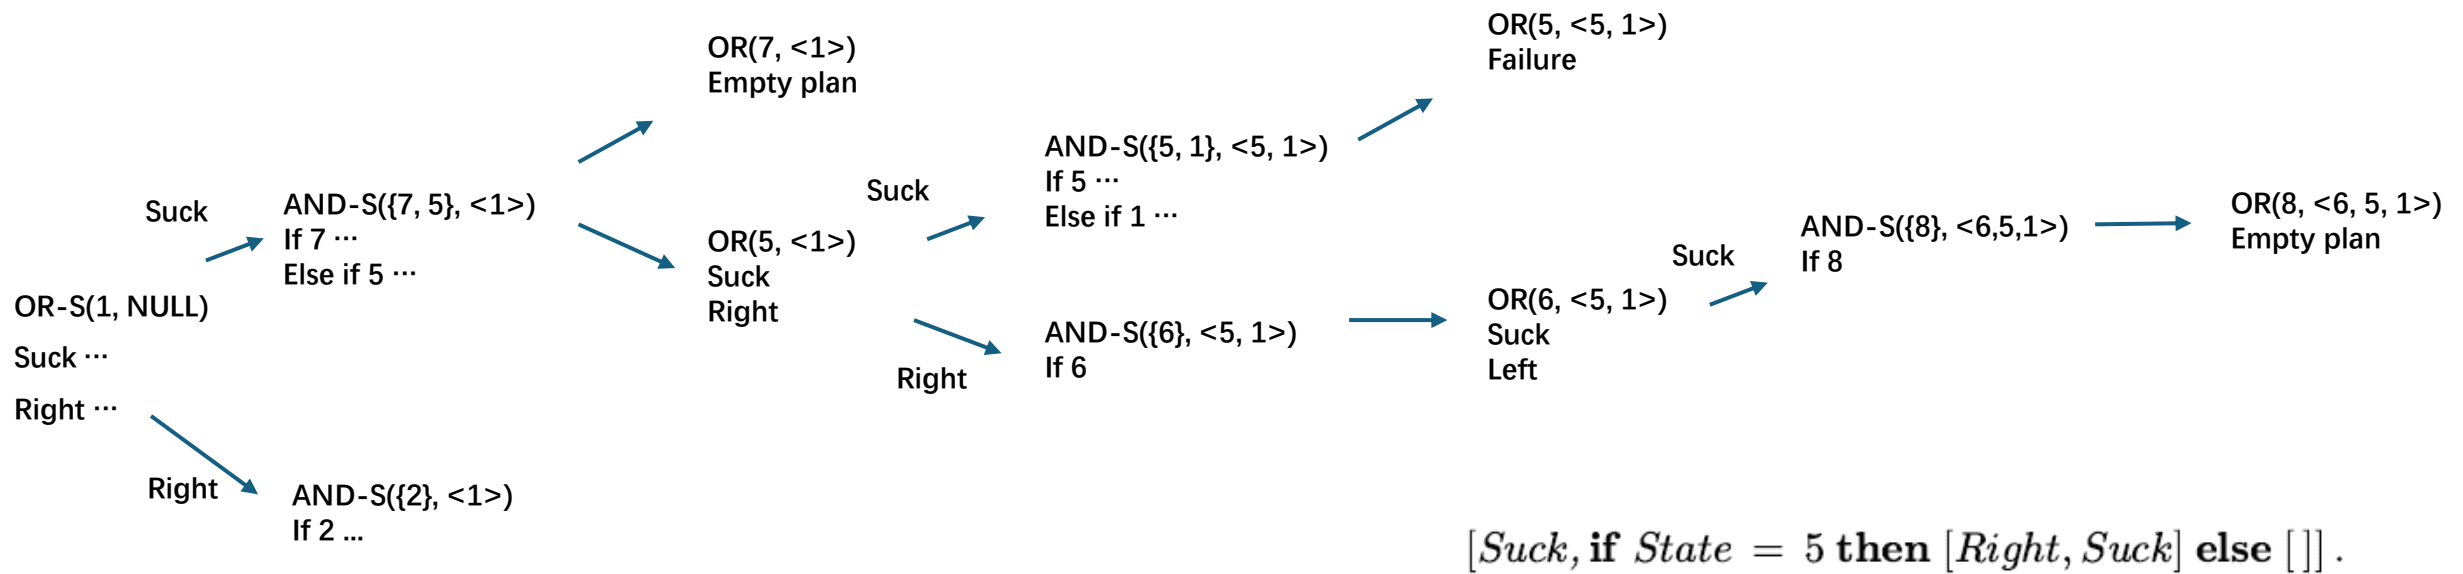 OR-S(1, NULL)
Suck ⋯
Right ⋯
Suck
Right
AND-S({7, 5}, <1>)
If 7 ⋯
Else if 5 ⋯
AND-S({2}, <1>)
If 2 ...
OR(7, <1>)
Empty plan
OR(5, <1>)
Suck
Right
Suck
Right
AND-S({5, 1}, <5, 1>)
If 5 ⋯
Else if 1 ⋯
AND-S({6}, <5, 1>)
If 6
OR(5, <5, 1>)
Failure
OR(6, <5, 1>)
Suck
Left
Suck
AND-S({8}, <6,5,1>)
If 8
OR(8, <6, 5, 1>)
Empty plan
[Suck, if State = 5 then [Right, Suck] else [ ]] .